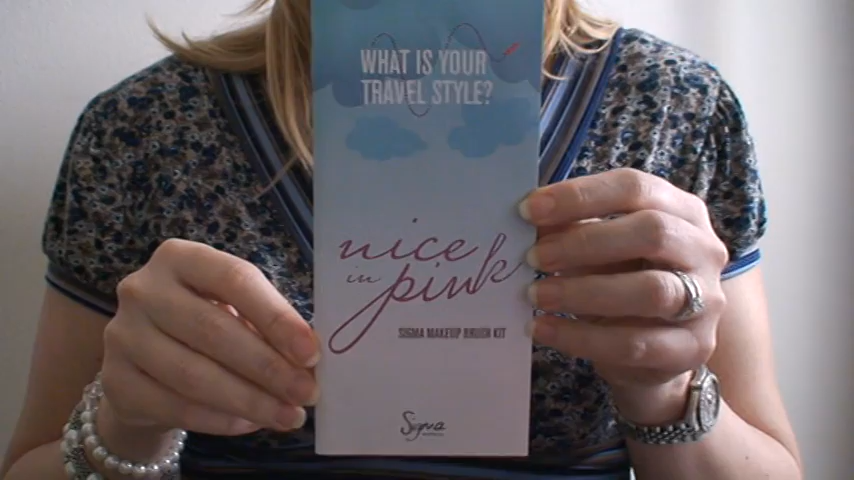 WHAT IS YOUR
TRAVEL STYLE?
nice
in pink
SIGMA MAKEUP BRUSH KIT
Sigma